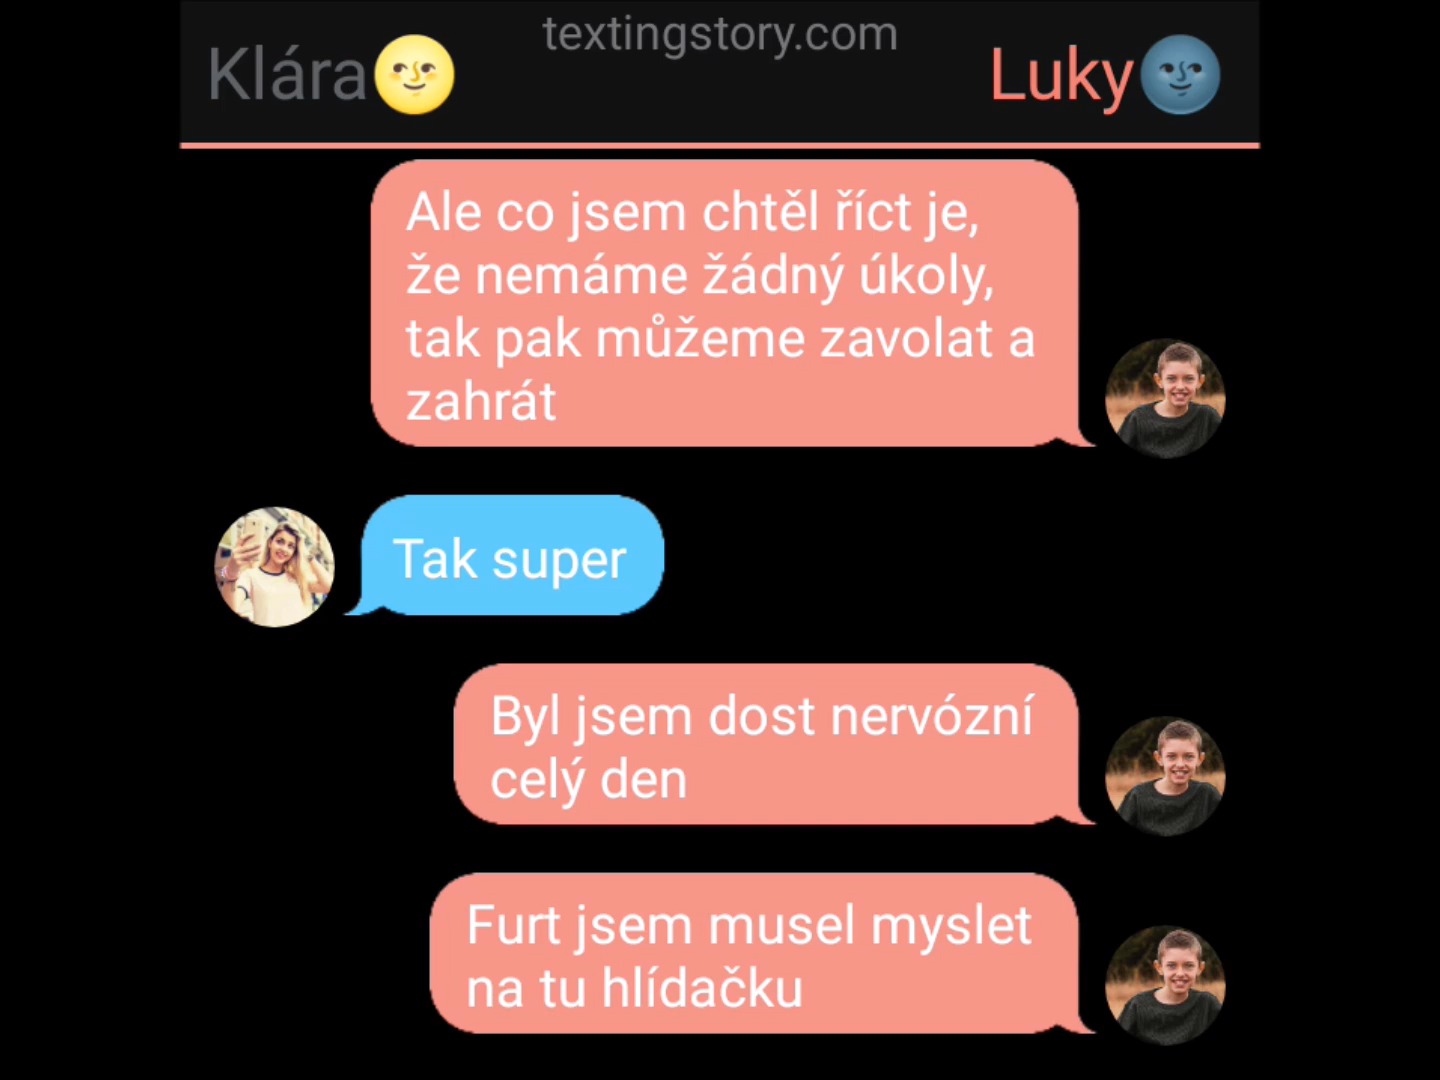 textingstory.com
Klára🌝
Luky🌚
Ale co jsem chtěl říct je,
že nemáme žádný úkoly,
tak pak můžeme zavolat a
zahrát
Tak super
Byl jsem dost nervózní
celý den
Furt jsem musel myslet
na tu hlídačku